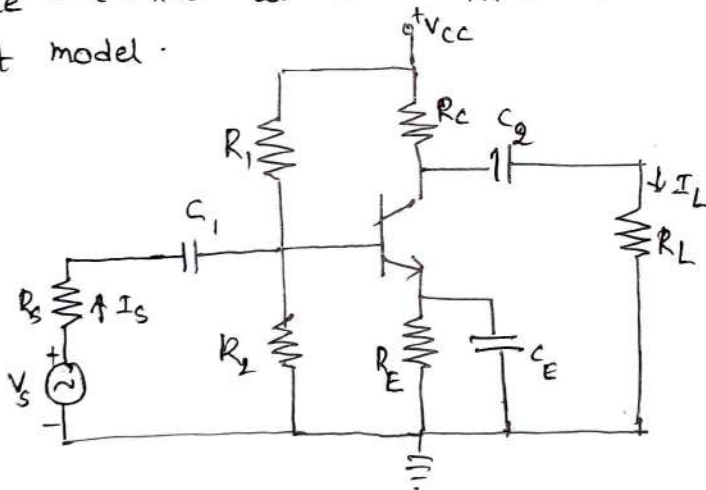 t model.
+VCC
RC
C2
R1
↓ IL
C1
RL
RS
↑ IS
R2
RE
CE
VS
+
~
-